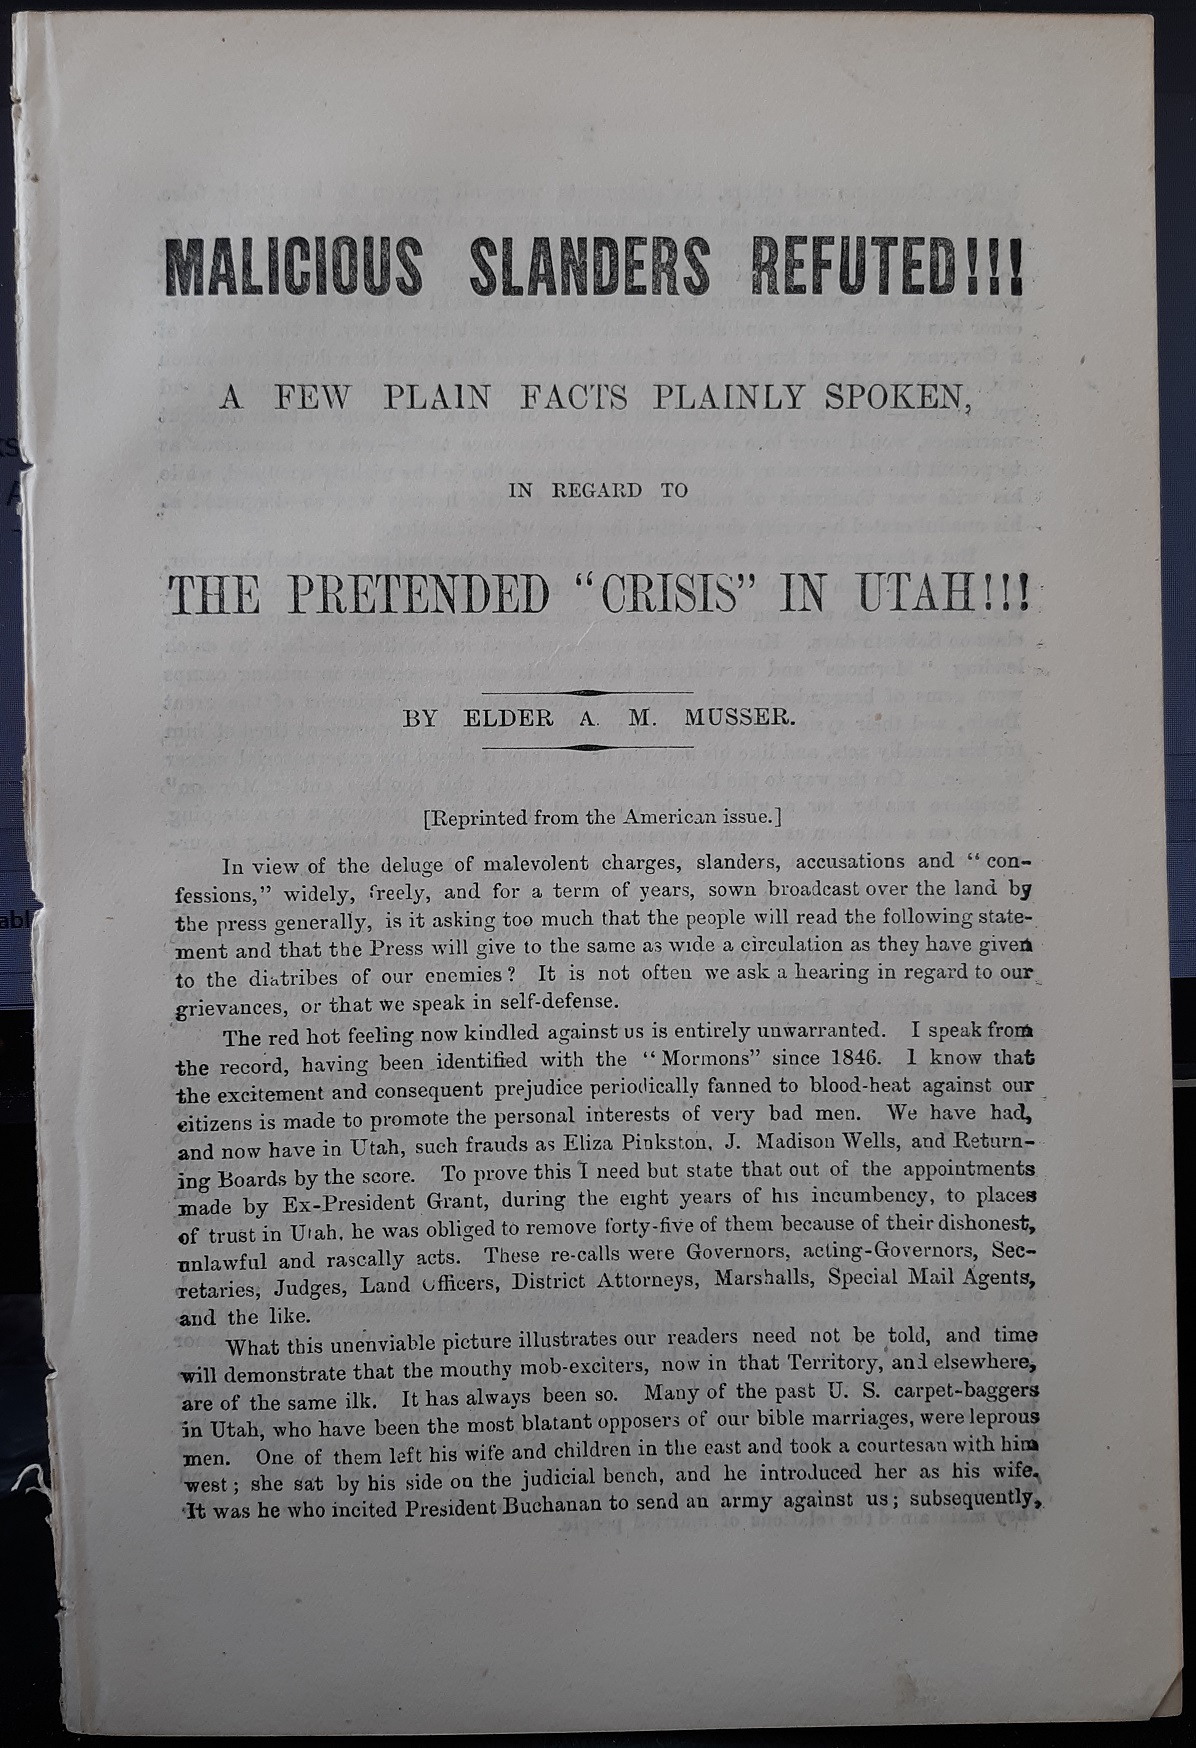 MALICIOUS SLANDERS REFUTED!!!
A FEW PLAIN FACTS PLAINLY SPOKEN,
IN REGARD TO
THE PRETENDED "CRISIS" IN UTAH!!!
BY ELDER A. M. MUSSER.
[Reprinted from the American issue.]
In view of the deluge of malevolent charges, slanders, accusations and "con-
fessions," widely, freely, and for a term of years, sown broadcast over the land by
the press generally, is it asking too much that the people will read the following state-
ment and that the Press will give to the same as wide a circulation as they have given
to the diatribes of our enemies? It is not often we ask a hearing in regard to our
grievances, or that we speak in self-defense.
The red hot feeling now kindled against us is entirely unwarranted. I speak from
the record, having been identified with the "Mormons" since 1846. I know that
the excitement and consequent prejudice periodically fanned to blood-heat against our
citizens is made to promote the personal interests of very bad men. We have had,
and now have in Utah, such frauds as Eliza Pinkston, J. Madison Wells, and Return-
ing Boards by the score. To prove this I need but state that out of the appointments
made by Ex-President Grant, during the eight years of his incumbency, to places
of trust in Utah, he was obliged to remove forty-five of them because of their dishonest,
unlawful and rascally acts. These re-calls were Governors, acting-Governors, Sec-
retaries, Judges, Land Officers, District Attorneys, Marshalls, Special Mail Agents,
and the like.
What this unenviable picture illustrates our readers need not be told, and time
will demonstrate that the mouthy mob-exciters, now in that Territory, and elsewhere,
are of the same ilk. It has always been so. Many of the past U. S. carpet-baggers
in Utah, who have been the most blatant opposers of our bible marriages, were leprous
men. One of them left his wife and children in the east and took a courtesan with him
west; she sat by his side on the judicial bench, and he introduced her as his wife.
It was he who incited President Buchanan to send an army against us; subsequently,